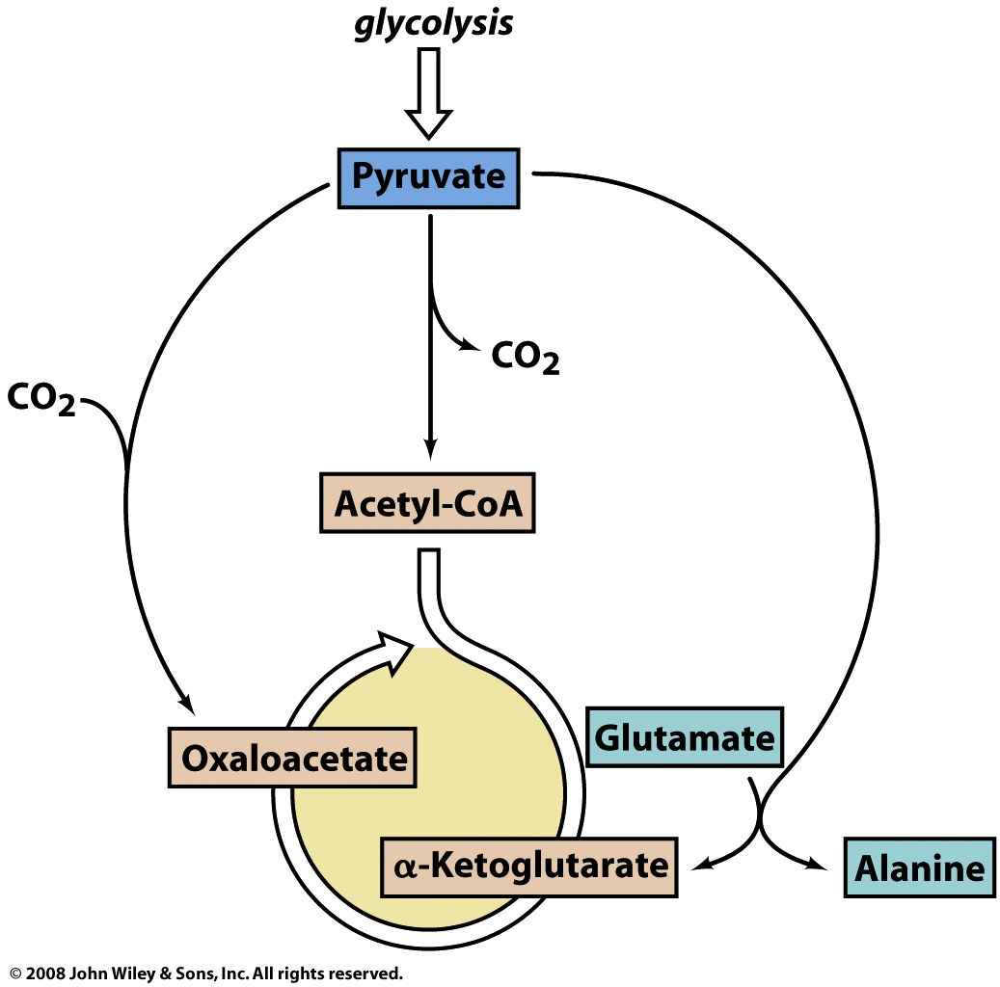 glycolysis
Pyruvate
CO₂
CO₂
Acetyl-CoA
Glutamate
Oxaloacetate
α-Ketoglutarate
Alanine
© 2008 John Wiley & Sons, Inc. All rights reserved.